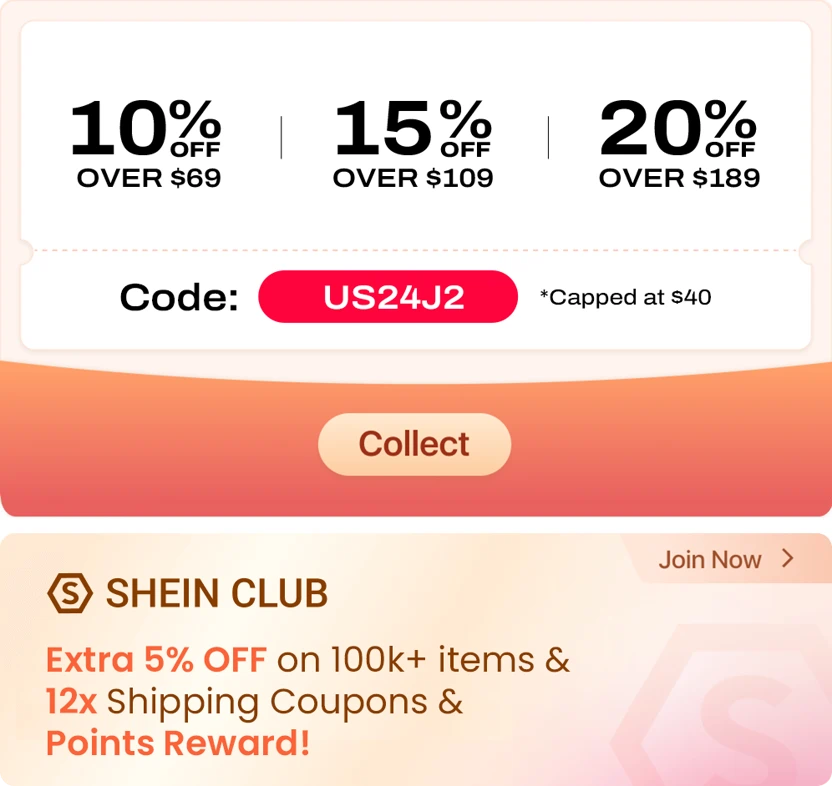 10% OFF
OVER $69
15% OFF
OVER $109
20% OFF
OVER $189
Code: US24J2 *Capped at $40
Collect
Join Now >
S SHEIN CLUB
Extra 5% OFF on 100k+ items &
12x Shipping Coupons &
Points Reward!